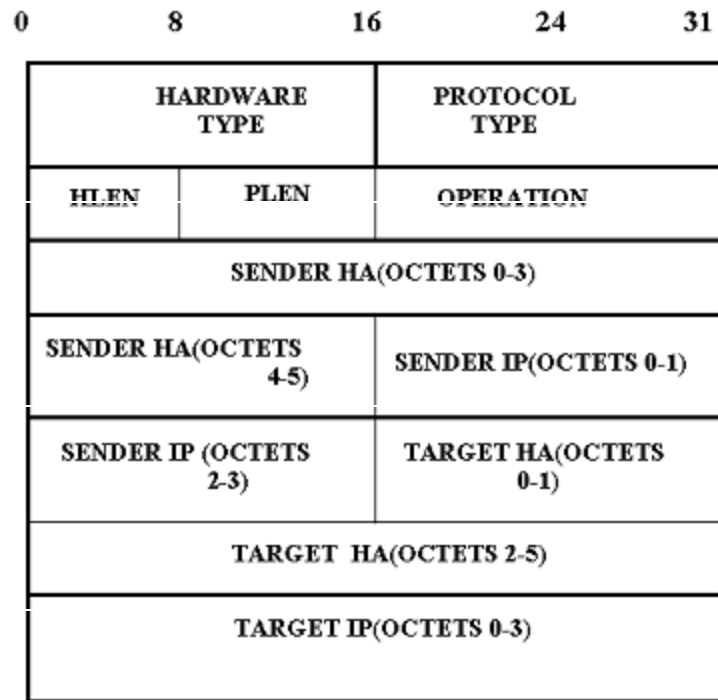 0 8 16 24 31
HARDWARE TYPE
PROTOCOL TYPE
HLEN
PLEN
OPERATION
SENDER HA(OCTETS 0-3)
SENDER HA(OCTETS
4-5)
SENDER IP(OCTETS 0-1)
SENDER IP (OCTETS
2-3)
TARGET HA(OCTETS
0-1)
TARGET HA(OCTETS 2-5)
TARGET IP(OCTETS 0-3)